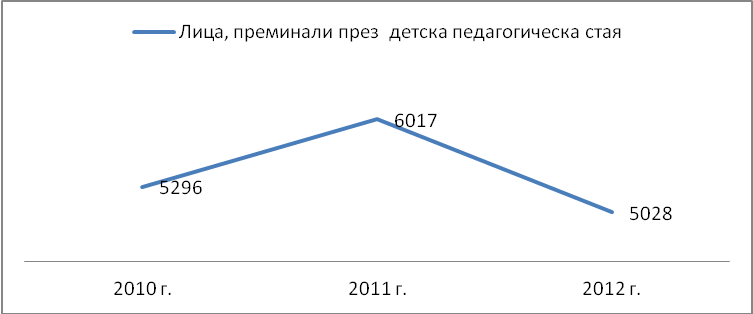 Лица, преминали през детска педагогическа стая
6017
5296
5028
2010 г.
2011 г.
2012 г.